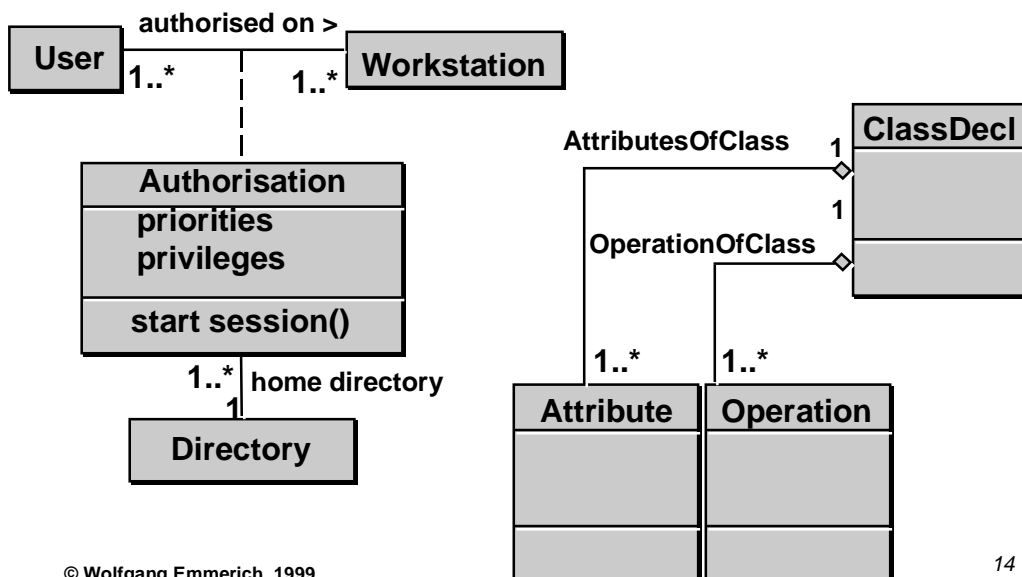 authorised on >
User
1..*
1..*
Workstation
Authorisation
priorities
privileges
start session()
1..*
home directory
1
Directory
ClassDecl
AttributesOfClass
1
1
OperationOfClass
1..*
1..*
Attribute
Operation
© Wolfgang Emmerich, 1999
14